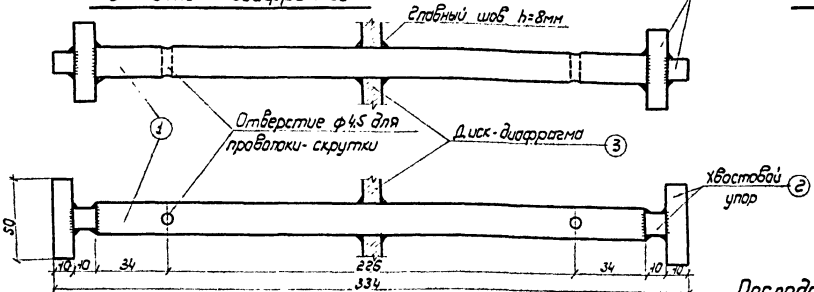 главный шов h=8мм
1
Отверстие ф4,5 для
проволоки-скрутки
Диск-диафрагма
3
хвостовой
упор
2
50
10 10 34 226 34 10 10
334